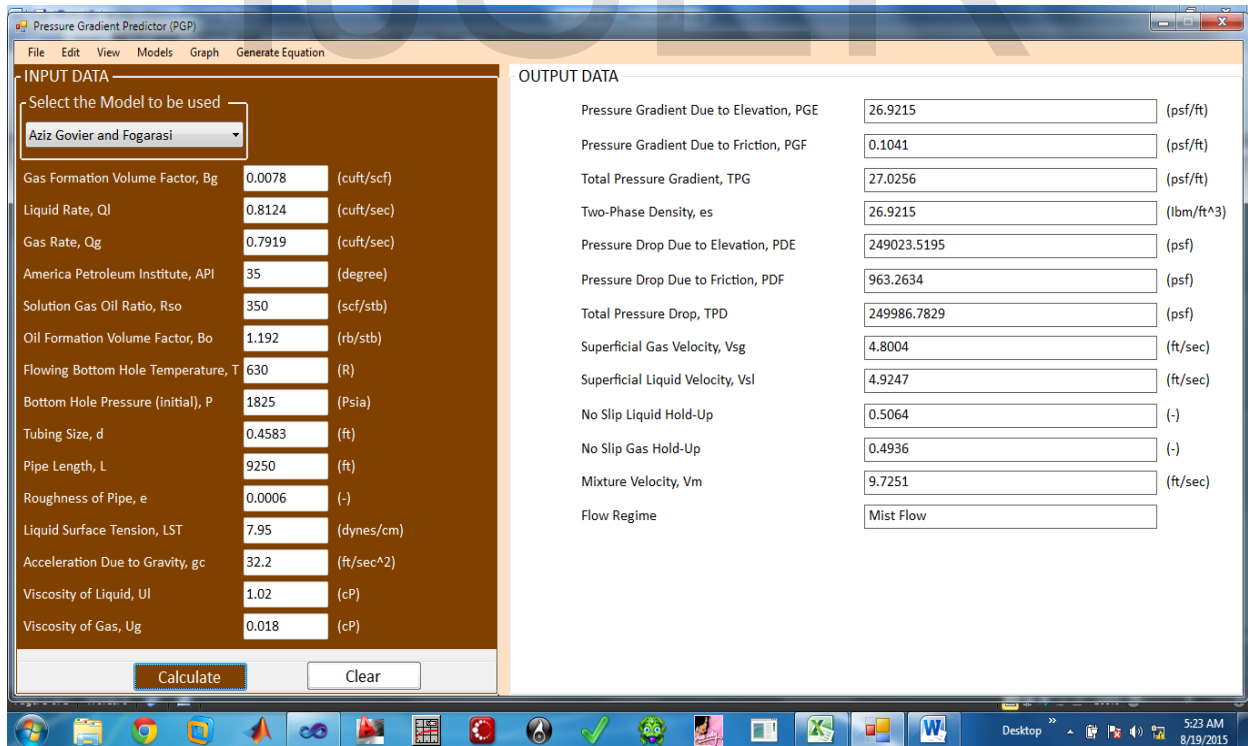 Pressure Gradient Predictor (PGP)
File Edit View Models Graph Generate Equation
INPUT DATA
Select the Model to be used
Aziz Govier and Fogarasi
Gas Formation Volume Factor, Bg 0.0078 (cuft/scf)
Liquid Rate, Ql 0.8124 (cuft/sec)
Gas Rate, Qg 0.7919 (cuft/sec)
America Petroleum Institute, API 35 (degree)
Solution Gas Oil Ratio, Rso 350 (scf/stb)
Oil Formation Volume Factor, Bo 1.192 (rb/stb)
Flowing Bottom Hole Temperature, T 630 (R)
Bottom Hole Pressure (initial), P 1825 (Psia)
Tubing Size, d 0.4583 (ft)
Pipe Length, L 9250 (ft)
Roughness of Pipe, e 0.0006 (-)
Liquid Surface Tension, LST 7.95 (dynes/cm)
Acceleration Due to Gravity, gc 32.2 (ft/sec^2)
Viscosity of Liquid, Ul 1.02 (cP)
Viscosity of Gas, Ug 0.018 (cP)
Calculate Clear
OUTPUT DATA
Pressure Gradient Due to Elevation, PGE 26.9215 (psf/ft)
Pressure Gradient Due to Friction, PGF 0.1041 (psf/ft)
Total Pressure Gradient, TPG 27.0256 (psf/ft)
Two-Phase Density, es 26.9215 (Ibm/ft^3)
Pressure Drop Due to Elevation, PDE 249023.5195 (psf)
Pressure Drop Due to Friction, PDF 963.2634 (psf)
Total Pressure Drop, TPD 249986.7829 (psf)
Superficial Gas Velocity, Vsg 4.8004 (ft/sec)
Superficial Liquid Velocity, Vsl 4.9247 (ft/sec)
No Slip Liquid Hold-Up 0.5064 (-)
No Slip Gas Hold-Up 0.4936 (-)
Mixture Velocity, Vm 9.7251 (ft/sec)
Flow Regime Mist Flow
Desktop
5:23 AM
8/19/2015